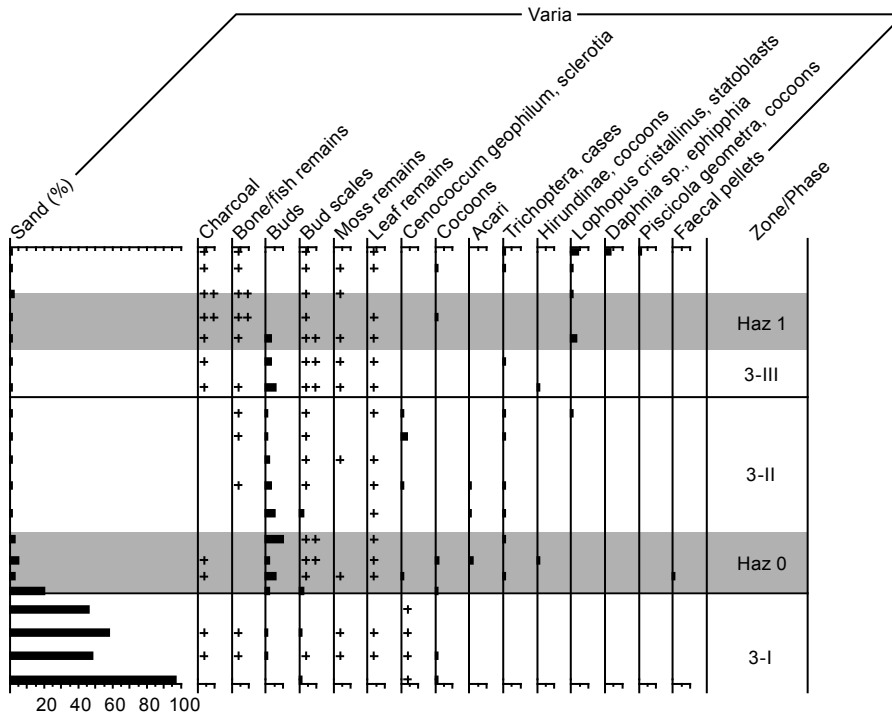 Varia
Sand (%)
Charcoal
Bone/fish remains
Buds
Bud scales
Moss remains
Leaf remains
Cenococcum geophilum, sclerotia
Cocoons
Acari
Trichoptera, cases
Hirundinae, cocoons
Lophopus cristallinus, statoblasts
Daphnia sp., ephipphia
Piscicola geometra, cocoons
Faecal pellets
Zone/Phase
+ + + +
+ + + + +
++ ++ + +
++ ++ + +
+ + ++ + +
+ ++ + +
+ + ++ + +
+ + +
+ +
+ + +
+ + +
+
++ +
+ ++ +
+ + + +
+
+ + + + +
+ + + + + +
+
Haz 1
3-III
3-II
Haz 0
3-I
20 40 60 80 100